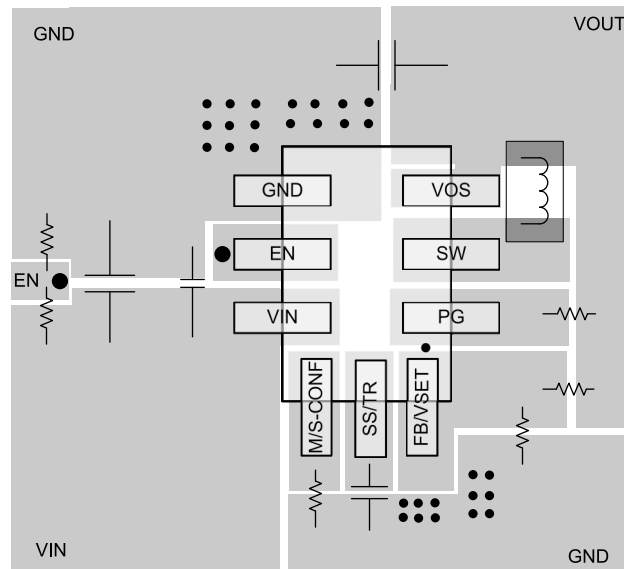 GND
VOUT
GND
VOS
EN
SW
EN
VIN
PG
M/S-CONF
SS/TR
FB/VSET
VIN
GND